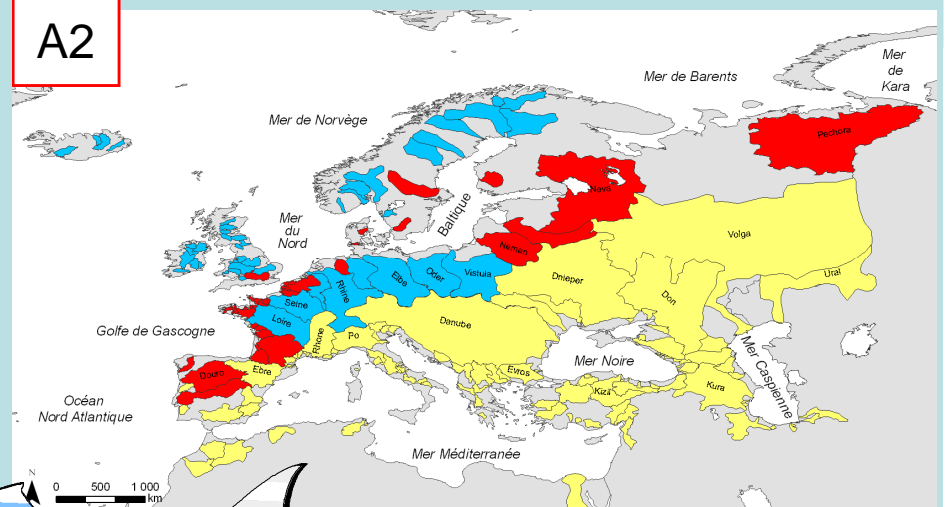 A2
Mer de Barents
Mer
de
Kara
Mer de Norvège
Pechora
Neva
Baltique
Mer
du
Nord
Volga
Neman
Ural
Vistula
Oder
Elbe
Rhine
Dnieper
Don
Seine
Loire
Danube
Golfe de Gascogne
Rhone
Po
Mer Noire
Mer Caspienne
Ebre
Douro
Evros
Kizil
Kura
Océan
Nord Atlantique
Mer Méditerranée
N
0 500 1 000
km